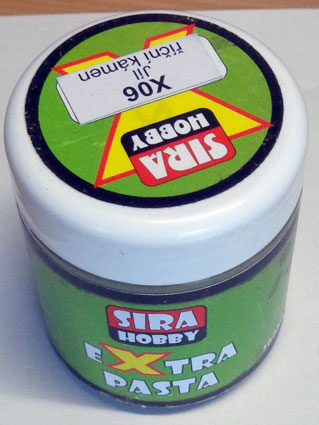 X06
Jíl
říční kámen
SIRA
HOBBY
SIRA
HOBBY
EXTRA
PASTA